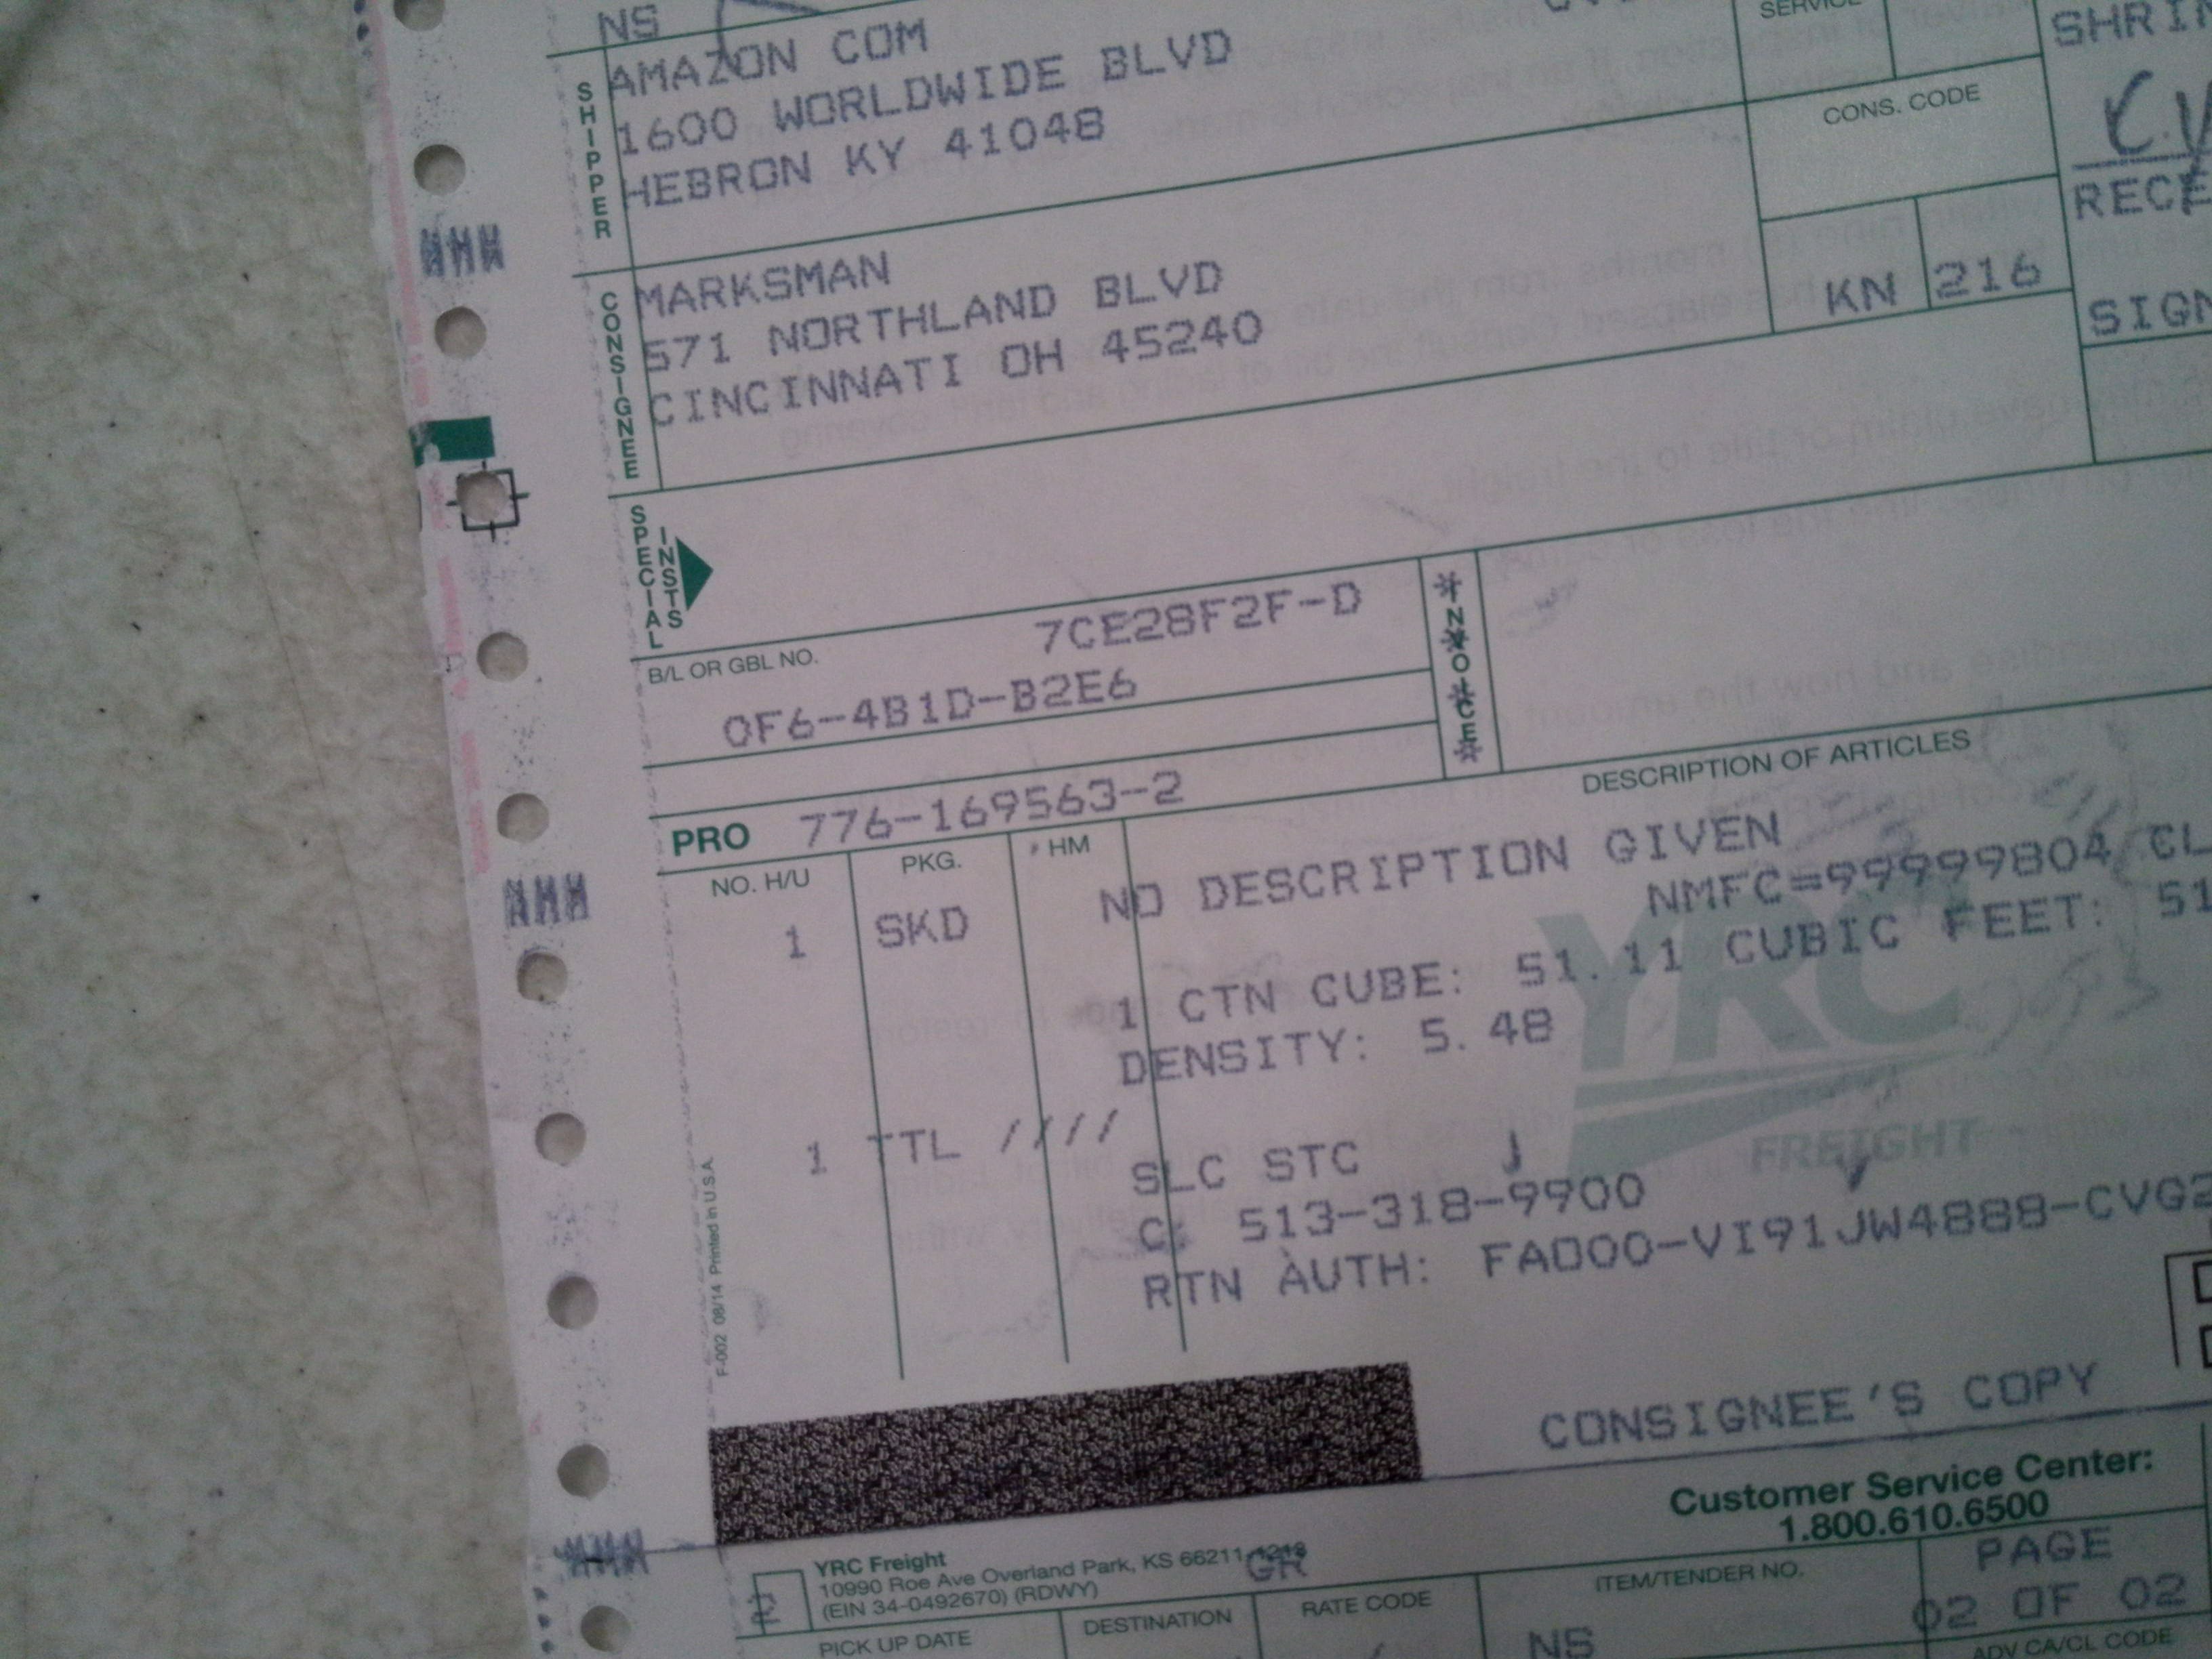 NS
SERVICE
SHRI
SHIPPER
AMAZON COM
1600 WORLDWIDE BLVD
HEBRON KY 41048
CONS. CODE
RECE
CONSIGNEE
MARKSMAN
571 NORTHLAND BLVD
CINCINNATI OH 45240
KN 216
SIGN
SPECIAL INSTS
7CE28F2F-D
B/L OR GBL NO.
0F6-4B1D-B2E6
*INVOICE*
PRO 776-169563-2
DESCRIPTION OF ARTICLES
NO. H/U PKG. HM
NO DESCRIPTION GIVEN
1 SKD NMFC=99999804 CL
1 CTN CUBE: 51.11 CUBIC FEET: 51
DENSITY: 5.48
YRC
FREIGHT
1 TTL ////
SLC STC
C: 513-318-9900
RTN AUTH: FA000-VI91JW4888-CVG2
F-002 08/14 Printed in U.S.A.
CONSIGNEE'S COPY
Customer Service Center:
1.800.610.6500
YRC Freight
10990 Roe Ave Overland Park, KS 66211-1213
GR
(EIN 34-0492670) (RDWY)
PICK UP DATE
DESTINATION
RATE CODE
ITEM/TENDER NO.
NS
PAGE
02 OF 02
ADV CA/CL CODE